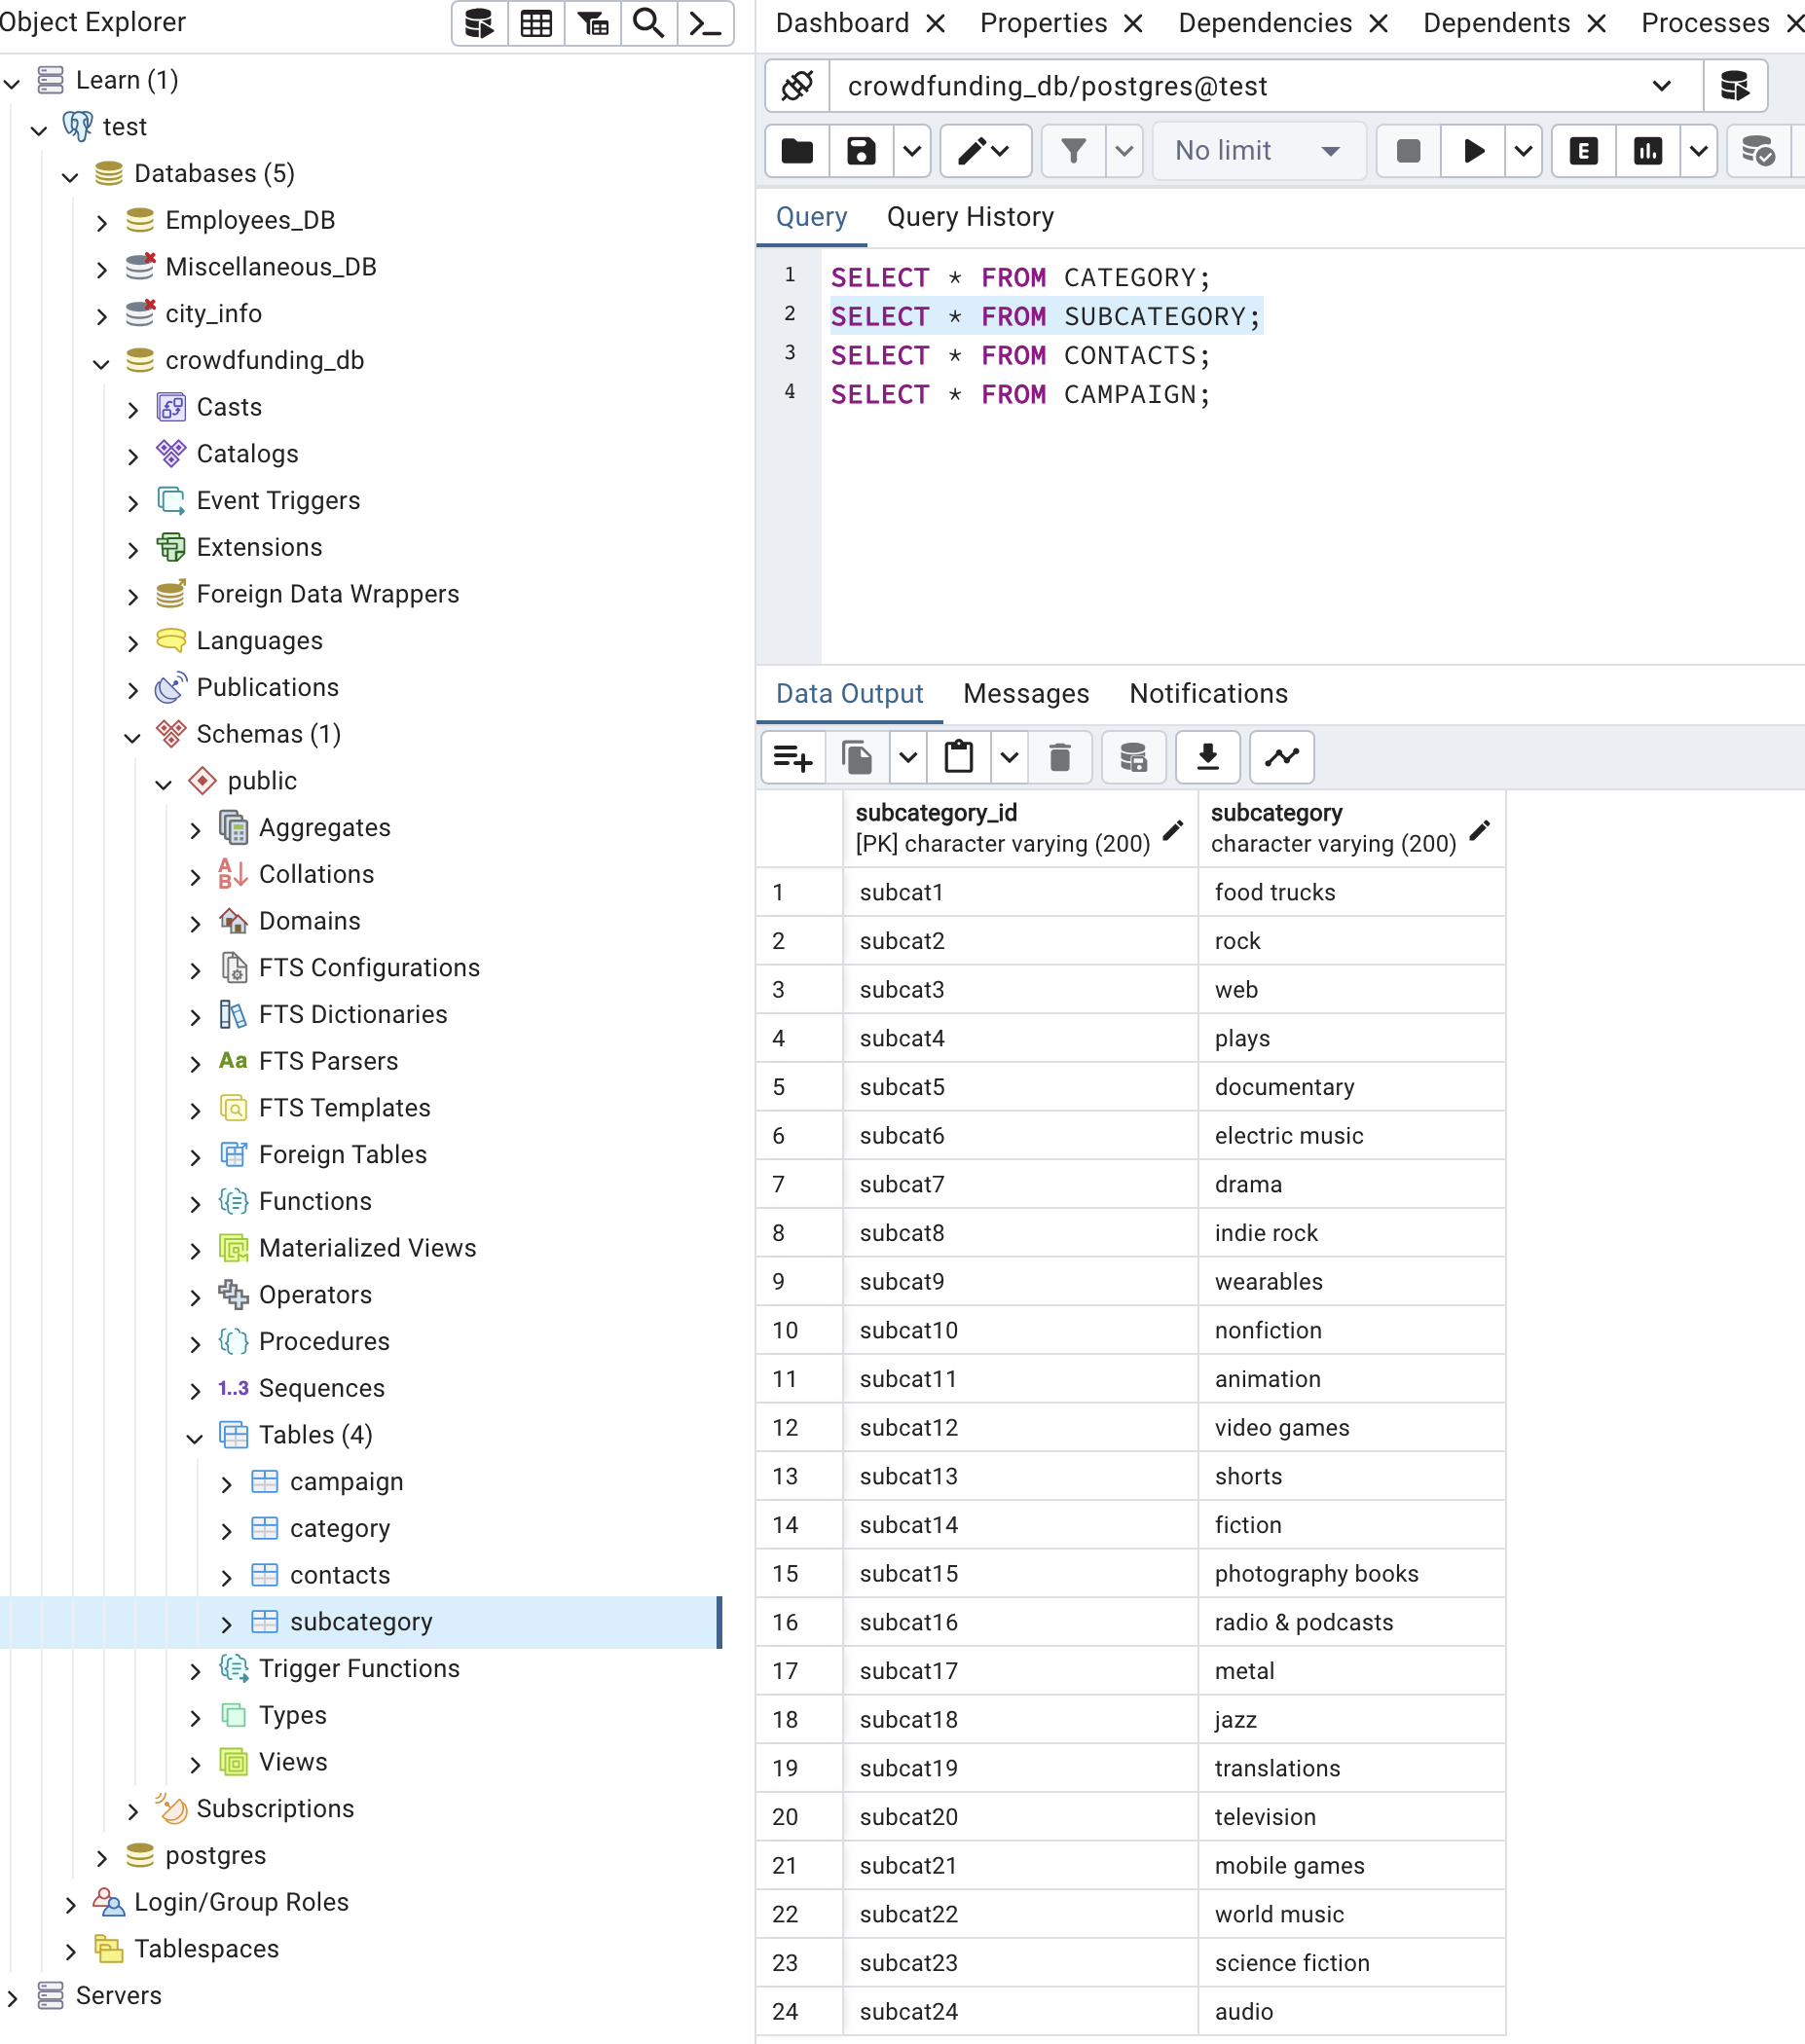 Object Explorer
Learn (1)
test
Databases (5)
Employees_DB
Miscellaneous_DB
city_info
crowdfunding_db
Casts
Catalogs
Event Triggers
Extensions
Foreign Data Wrappers
Languages
Publications
Schemas (1)
public
Aggregates
Collations
Domains
FTS Configurations
FTS Dictionaries
Aa FTS Parsers
FTS Templates
Foreign Tables
Functions
Materialized Views
Operators
Procedures
1..3 Sequences
Tables (4)
campaign
category
contacts
subcategory
Trigger Functions
Types
Views
Subscriptions
postgres
Login/Group Roles
Tablespaces
Servers
Dashboard Properties Dependencies Dependents Processes
crowdfunding_db/postgres@test
No limit E
Query Query History
1 SELECT * FROM CATEGORY;
2 SELECT * FROM SUBCATEGORY;
3 SELECT * FROM CONTACTS;
4 SELECT * FROM CAMPAIGN;
Data Output Messages Notifications
subcategory_id subcategory
[PK] character varying (200) character varying (200)
1 subcat1 food trucks
2 subcat2 rock
3 subcat3 web
4 subcat4 plays
5 subcat5 documentary
6 subcat6 electric music
7 subcat7 drama
8 subcat8 indie rock
9 subcat9 wearables
10 subcat10 nonfiction
11 subcat11 animation
12 subcat12 video games
13 subcat13 shorts
14 subcat14 fiction
15 subcat15 photography books
16 subcat16 radio & podcasts
17 subcat17 metal
18 subcat18 jazz
19 subcat19 translations
20 subcat20 television
21 subcat21 mobile games
22 subcat22 world music
23 subcat23 science fiction
24 subcat24 audio